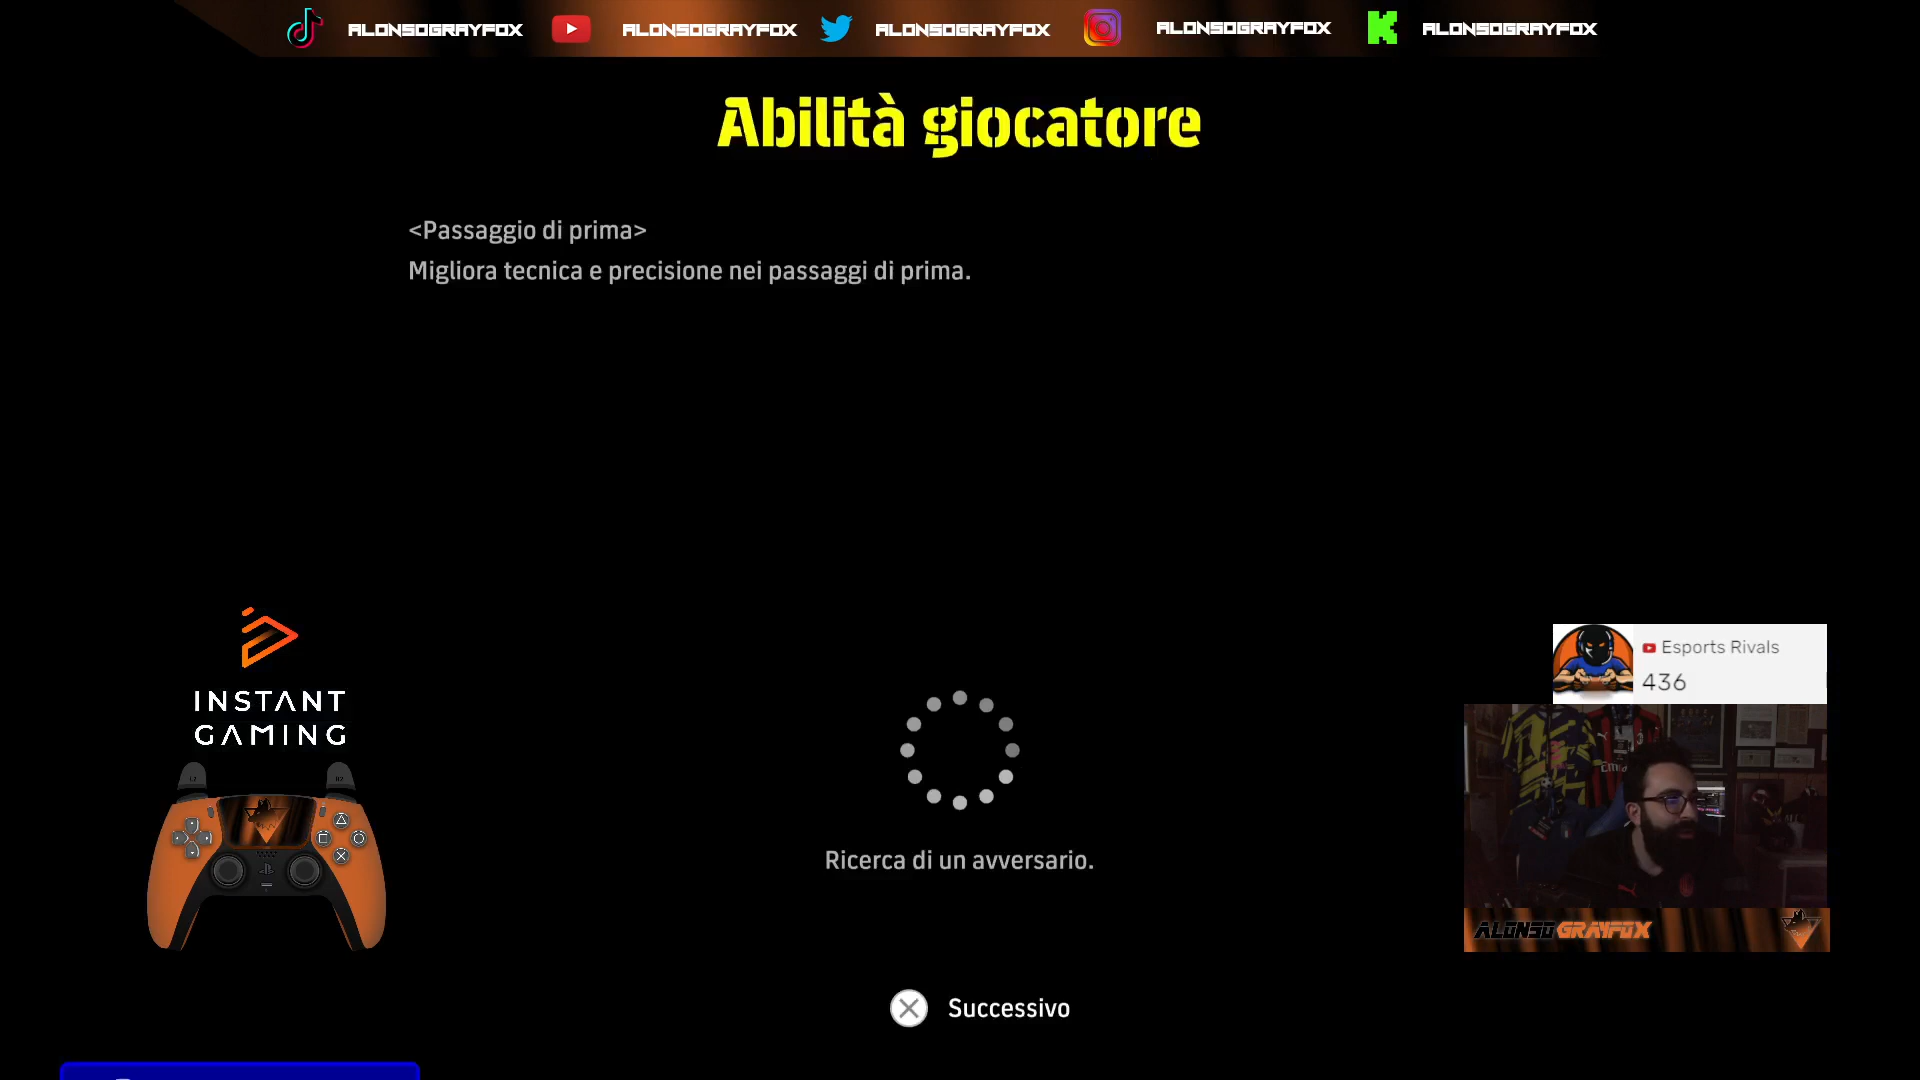 ALONSOGRAYFOX ALONSOGRAYFOX ALONSOGRAYFOX ALONSOGRAYFOX ALONSOGRAYFOX
Abilità giocatore
<Passaggio di prima>
Migliora tecnica e precisione nei passaggi di prima.
INSTANT
GAMING
Esports Rivals
436
Ricerca di un avversario.
ALONSOGRAYFOX
Successivo